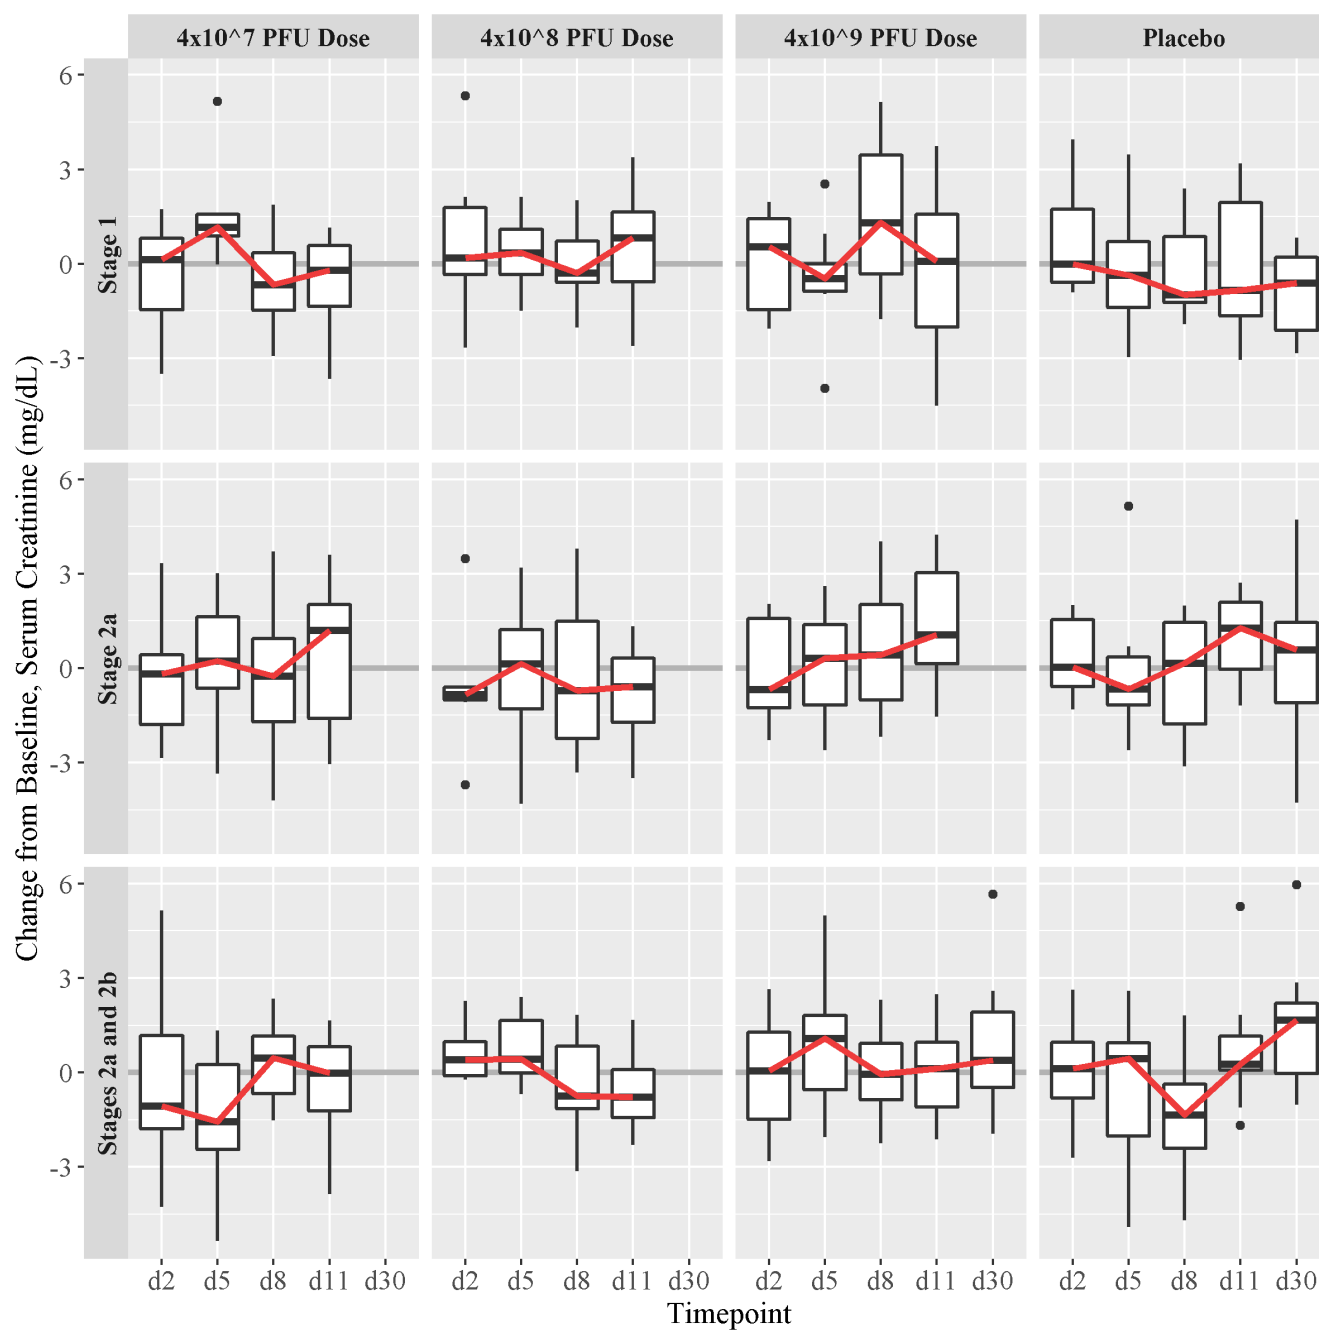 4x10^7 PFU Dose
4x10^8 PFU Dose
4x10^9 PFU Dose
Placebo
Change from Baseline, Serum Creatinine (mg/dL)
Stage 1
6
3
0
-3
Stage 2a
6
3
0
-3
Stages 2a and 2b
6
3
0
-3
d2 d5 d8 d11 d30
d2 d5 d8 d11 d30
d2 d5 d8 d11 d30
d2 d5 d8 d11 d30
Timepoint